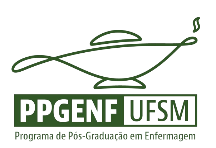 PPGENF UFSM
Programa de Pós-Graduação em Enfermagem